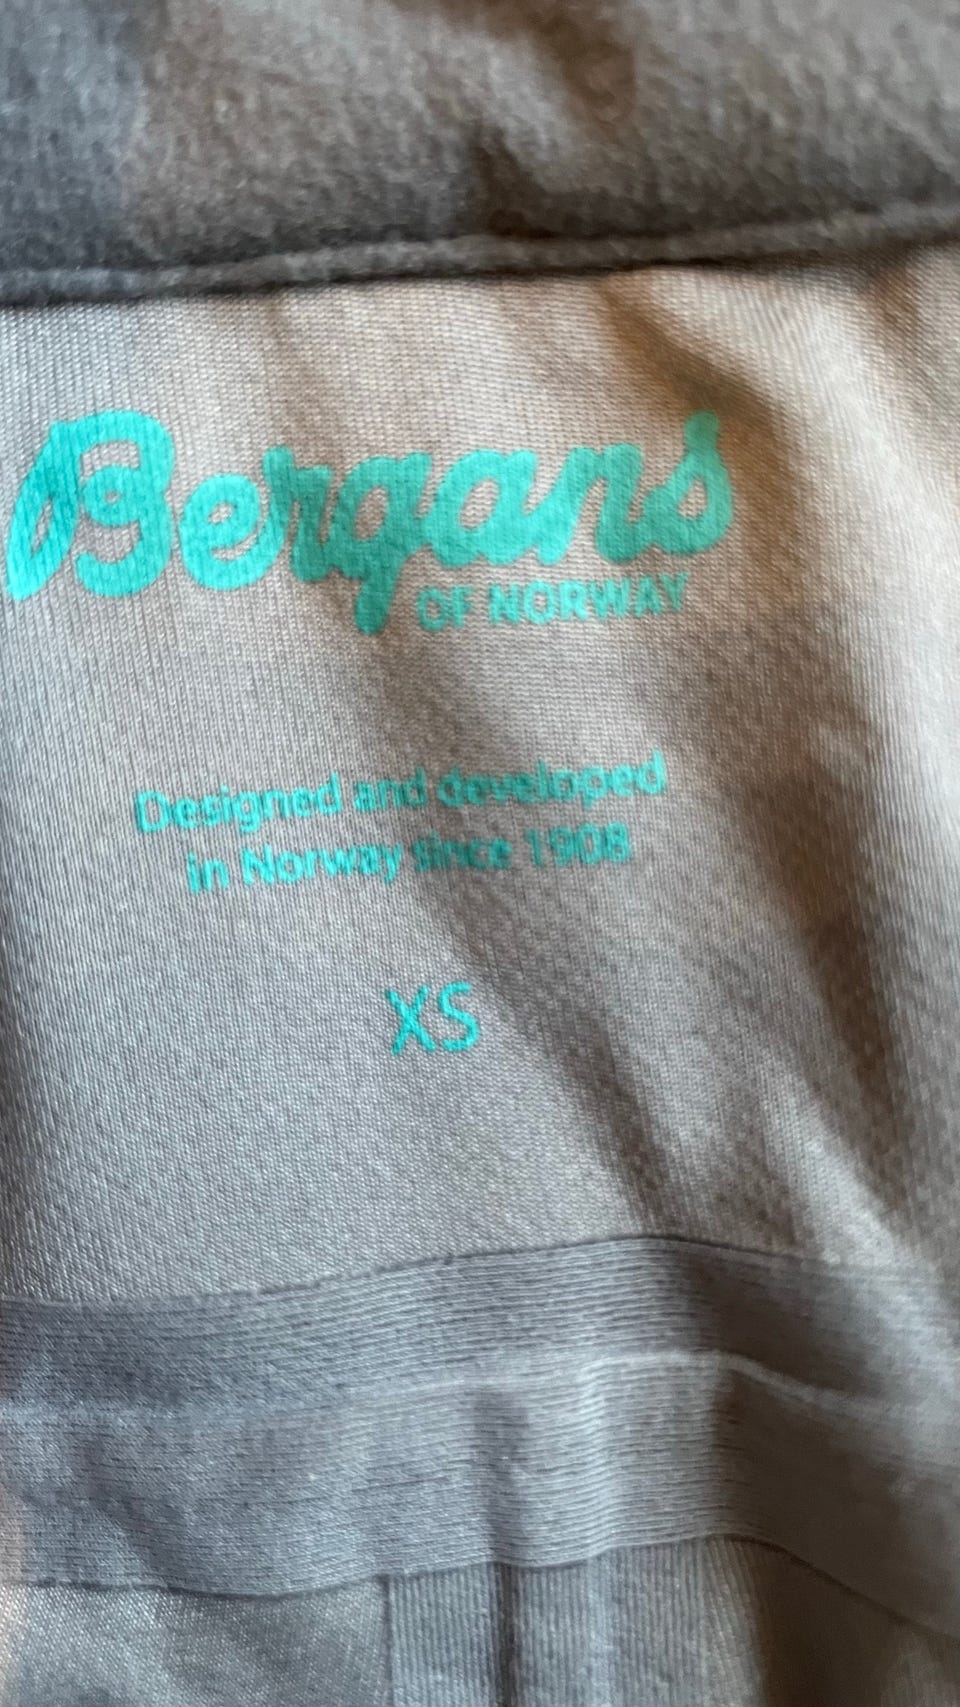 Bergans
OF NORWAY
Designed and developed
in Norway since 1908
XS